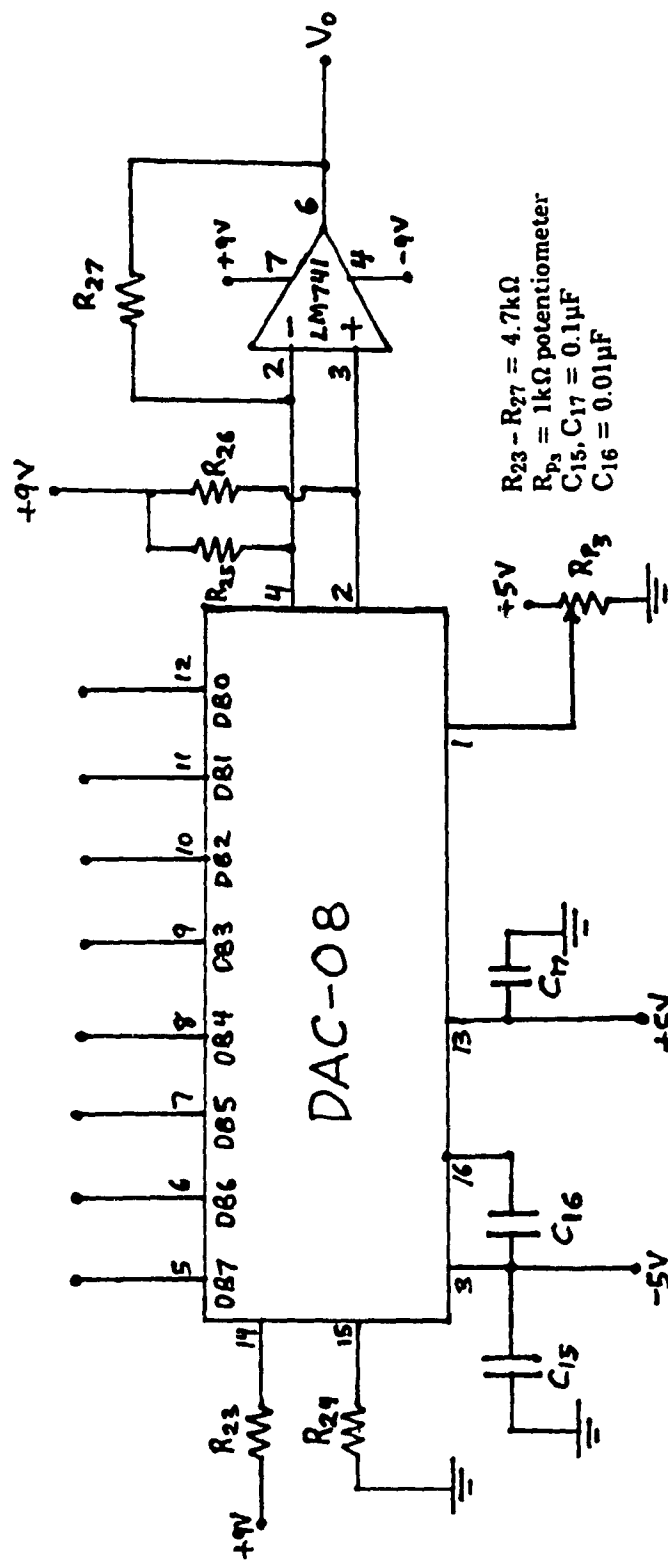 +9V
R27
+9V
7
V0
6
R26
R25
2
−
LM741
3
+
4
-9V
4
2
12
DB0
11
DB1
10
DB2
9
DB3
8
DB4
7
DB5
6
DB6
5
DB7
DAC-08
14
R23
+9V
15
R24
3
16
13
1
C15
C16
C17
-5V
+5V
+5V
RP3
R23 - R27 = 4.7kΩ
RP3 = 1kΩ potentiometer
C15, C17 = 0.1µF
C16 = 0.01µF